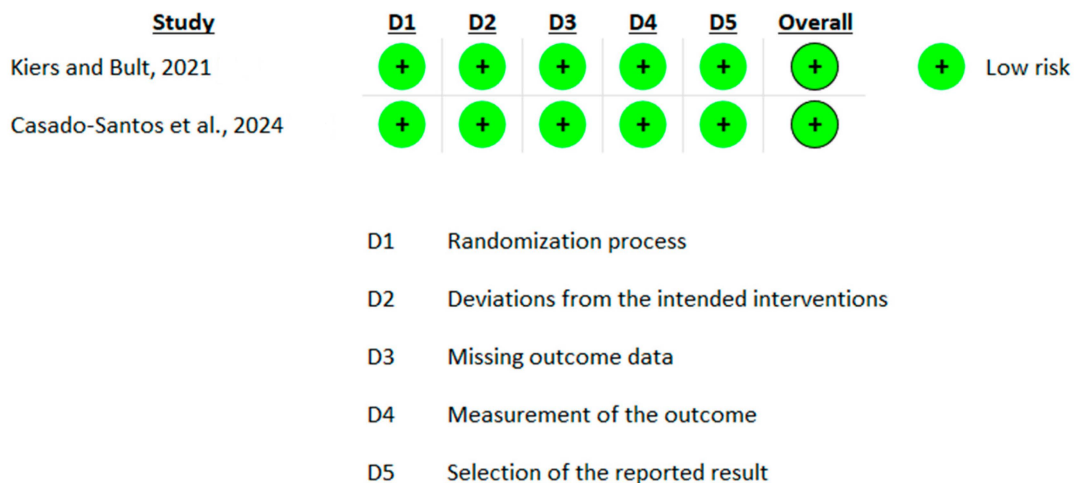 Study D1 D2 D3 D4 D5 Overall
Kiers and Bult, 2021 + + + + + + + Low risk
Casado-Santos et al., 2024 + + + + + +
D1 Randomization process
D2 Deviations from the intended interventions
D3 Missing outcome data
D4 Measurement of the outcome
D5 Selection of the reported result